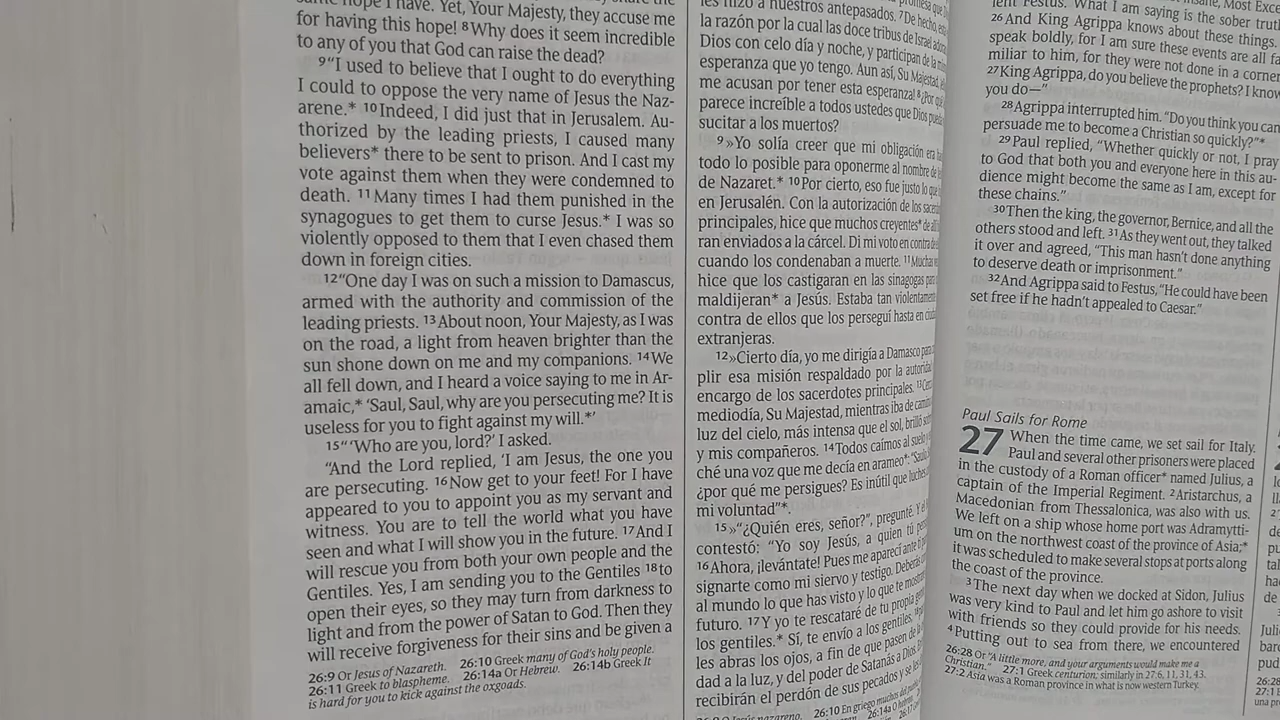 same hope I have. Yet, Your Majesty, they accuse me
for having this hope! 8Why does it seem incredible
to any of you that God can raise the dead?
9“I used to believe that I ought to do everything
I could to oppose the very name of Jesus the Naz-
arene.* 10Indeed, I did just that in Jerusalem. Au-
thorized by the leading priests, I caused many
believers* there to be sent to prison. And I cast my
vote against them when they were condemned to
death. 11Many times I had them punished in the
synagogues to get them to curse Jesus.* I was so
violently opposed to them that I even chased them
down in foreign cities.
12“One day I was on such a mission to Damascus,
armed with the authority and commission of the
leading priests. 13About noon, Your Majesty, as I was
on the road, a light from heaven brighter than the
sun shone down on me and my companions. 14We
all fell down, and I heard a voice saying to me in Ar-
amaic,* ‘Saul, Saul, why are you persecuting me? It is
useless for you to fight against my will.*’
15“‘Who are you, lord?’ I asked.
“And the Lord replied, ‘I am Jesus, the one you
are persecuting. 16Now get to your feet! For I have
appeared to you to appoint you as my servant and
witness. You are to tell the world what you have
seen and what I will show you in the future. 17And I
will rescue you from both your own people and the
Gentiles. Yes, I am sending you to the Gentiles 18to
open their eyes, so they may turn from darkness to
light and from the power of Satan to God. Then they
will receive forgiveness for their sins and be given a
26:9 Or Jesus of Nazareth. 26:10 Greek many of God’s holy people.
26:11 Greek to blaspheme. 26:14a Or Hebrew. 26:14b Greek It
is hard for you to kick against the oxgoads.
les hizo a nuestros antepasados. 7De hecho,
la razón por la cual las doce tribus de Israel
Dios con celo día y noche, y participan de la
esperanza que yo tengo. Aun así, Su Majestad,
me acusan por tener esta esperanza! 8¿Por qué
parece increíble a todos ustedes que Dios
sucitar a los muertos?
9»Yo solía creer que mi obligación era
todo lo posible para oponerme al nombre de
de Nazaret.* 10Por cierto, eso fue justo lo que
en Jerusalén. Con la autorización de los
principales, hice que muchos creyentes* de
ran enviados a la cárcel. Di mi voto en contra
cuando los condenaban a muerte. 11Muchas
hice que los castigaran en las sinagogas
maldijeran* a Jesús. Estaba tan violentamente
contra de ellos que los perseguí hasta en
extranjeras.
12»Cierto día, yo me dirigía a Damasco
plir esa misión respaldado por la autoridad
encargo de los sacerdotes principales. 13
mediodía, Su Majestad, mientras iba de
luz del cielo, más intensa que el sol, brilló
y mis compañeros. 14Todos caímos al suelo y
ché una voz que me decía en arameo*: “Saulo,
¿por qué me persigues? Es inútil que luches
mi voluntad”*.
15»“¿Quién eres, señor?”, pregunté. Y el
contestó: “Yo soy Jesús, a quien tú
16Ahora, ¡levántate! Pues me aparecí ante ti
signarte como mi siervo y testigo. Deberás
al mundo lo que has visto y lo que te
futuro. 17Y yo te rescataré de tu propia
los gentiles.* Sí, te envío a los gentiles,
les abras los ojos, a fin de que pasen de la
dad a la luz, y del poder de Satanás a Dios
recibirán el perdón de sus pecados y se les
26:10 En griego muchos del
Festus. What I am saying is the sober
26And King Agrippa knows about these things.
speak boldly, for I am sure these events are all
miliar to him, for they were not done in a corner
27King Agrippa, do you believe the prophets? I know
you do—”
28Agrippa interrupted him. “Do you think you can
persuade me to become a Christian so quickly?”*
29Paul replied, “Whether quickly or not, I pray
to God that both you and everyone here in this au-
dience might become the same as I am, except for
these chains.”
30Then the king, the governor, Bernice, and all the
others stood and left. 31As they went out, they talked
it over and agreed, “This man hasn’t done anything
to deserve death or imprisonment.”
32And Agrippa said to Festus, “He could have been
set free if he hadn’t appealed to Caesar.”
Paul Sails for Rome
27 When the time came, we set sail for Italy.
Paul and several other prisoners were placed
in the custody of a Roman officer* named Julius, a
captain of the Imperial Regiment. 2Aristarchus, a
Macedonian from Thessalonica, was also with us.
We left on a ship whose home port was Adramytti-
um on the northwest coast of the province of Asia;*
it was scheduled to make several stops at ports along
the coast of the province.
3The next day when we docked at Sidon, Julius
was very kind to Paul and let him go ashore to visit
with friends so they could provide for his needs.
4Putting out to sea from there, we encountered
26:28 Or “A little more, and your arguments would make me a
Christian.” 27:1 Greek centurion; similarly in 27:6, 11, 31, 43.
27:2 Asia was a Roman province in what is now western Turkey.